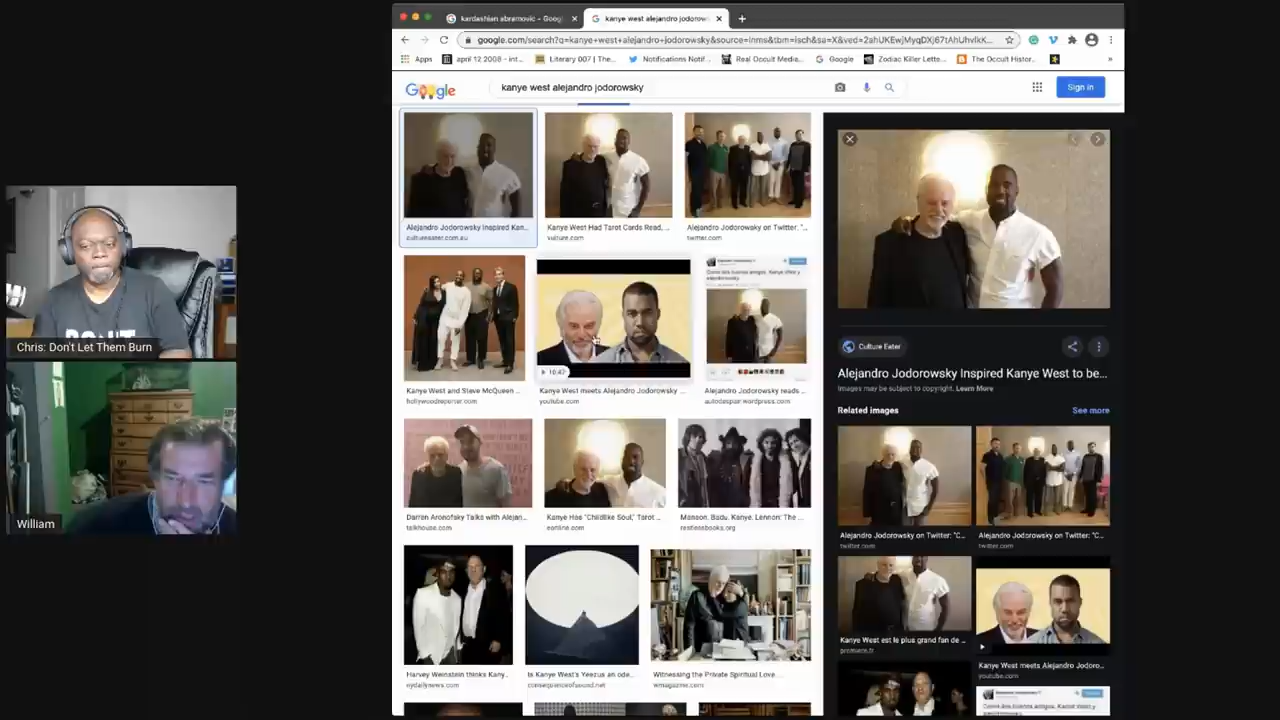 kardashian abramovic - Goog
kanye west alejandro jodorow
google.com/search?q=kanye+west+alejandro+jodorowsky&source=lnms&tbm=isch&sa=X&ved=
Apps
april 12 2008 - int...
Literary 007 | The...
Notifications Notif...
Real Occult Media...
Google
Zodiac Killer Lette...
The Occult Histor...
»
Google
kanye west alejandro jodorowsky
Sign in
Alejandro Jodorowsky Inspired Kan...
cultureeater.com.au
Kanye West Had Tarot Cards Read, ...
vulture.com
Alejandro Jodorowsky on Twitter: "...
twitter.com
Kanye West and Steve McQueen ...
hollywoodreporter.com
10:47
Kanye West meets Alejandro Jodorowsky ...
youtube.com
Alejandro Jodorowsky reads ...
autodespair.wordpress.com
Darren Aronofsky Talks with Alejan...
talkhouse.com
Kanye Has "Childlike Soul," Tarot ...
eonline.com
Manson, Badu, Kanye, Lennon: The ...
restlessbooks.org
Harvey Weinstein thinks Kany...
nydailynews.com
Is Kanye West's Yeezus an ode...
consequenceofsound.net
Witnessing the Private Spiritual Love...
wmagazine.com
Culture Eater
Alejandro Jodorowsky Inspired Kanye West to be...
Images may be subject to copyright. Learn More
Related images
See more
Alejandro Jodorowsky on Twitter: "C...
twitter.com
Alejandro Jodorowsky on Twitter: "C...
twitter.com
Kanye West est le plus grand fan de ...
premiere.fr
Kanye West meets Alejandro Jodoro...
youtube.com
DON'T
Chris: Don't Let Them Burn
William